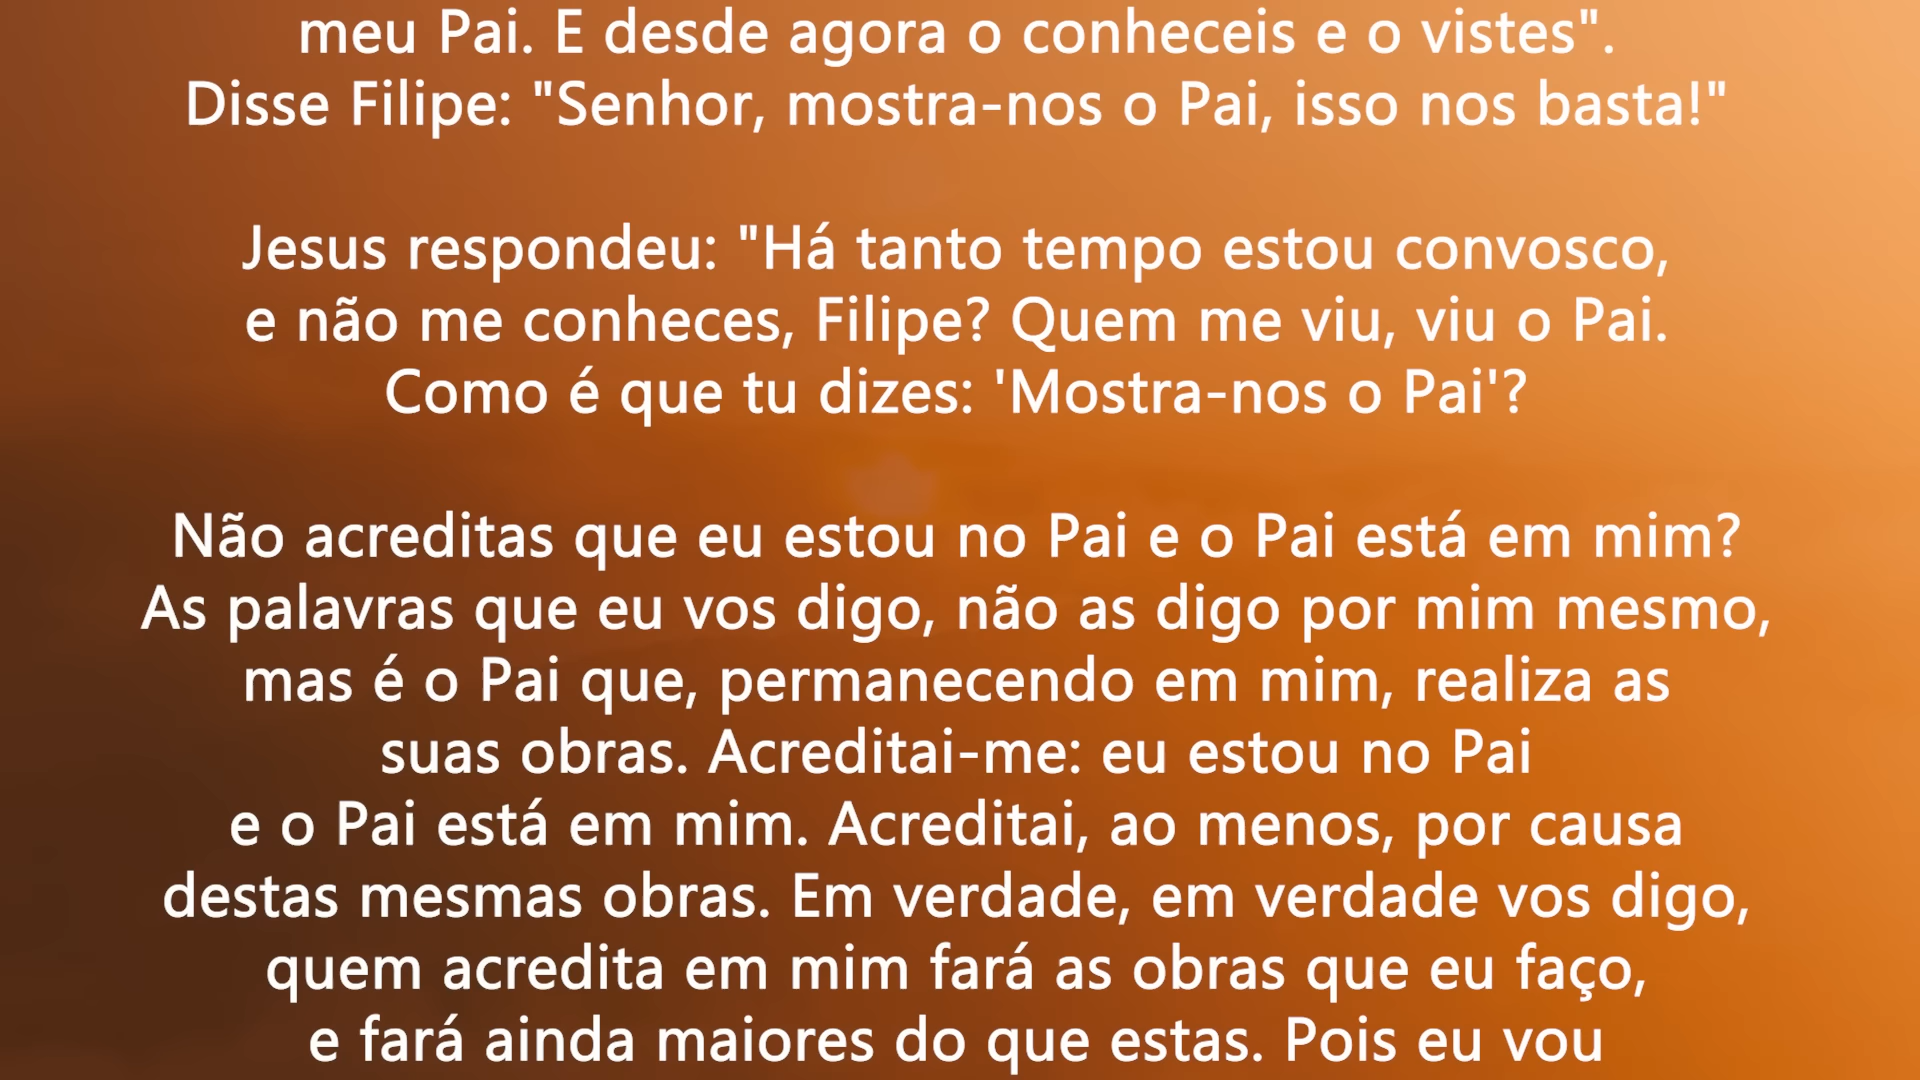 meu Pai. E desde agora o conheceis e o vistes".
Disse Filipe: "Senhor, mostra-nos o Pai, isso nos basta!"
Jesus respondeu: "Há tanto tempo estou convosco,
e não me conheces, Filipe? Quem me viu, viu o Pai.
Como é que tu dizes: 'Mostra-nos o Pai'?
Não acreditas que eu estou no Pai e o Pai está em mim?
As palavras que eu vos digo, não as digo por mim mesmo,
mas é o Pai que, permanecendo em mim, realiza as
suas obras. Acreditai-me: eu estou no Pai
e o Pai está em mim. Acreditai, ao menos, por causa
destas mesmas obras. Em verdade, em verdade vos digo,
quem acredita em mim fará as obras que eu faço,
e fará ainda maiores do que estas. Pois eu vou